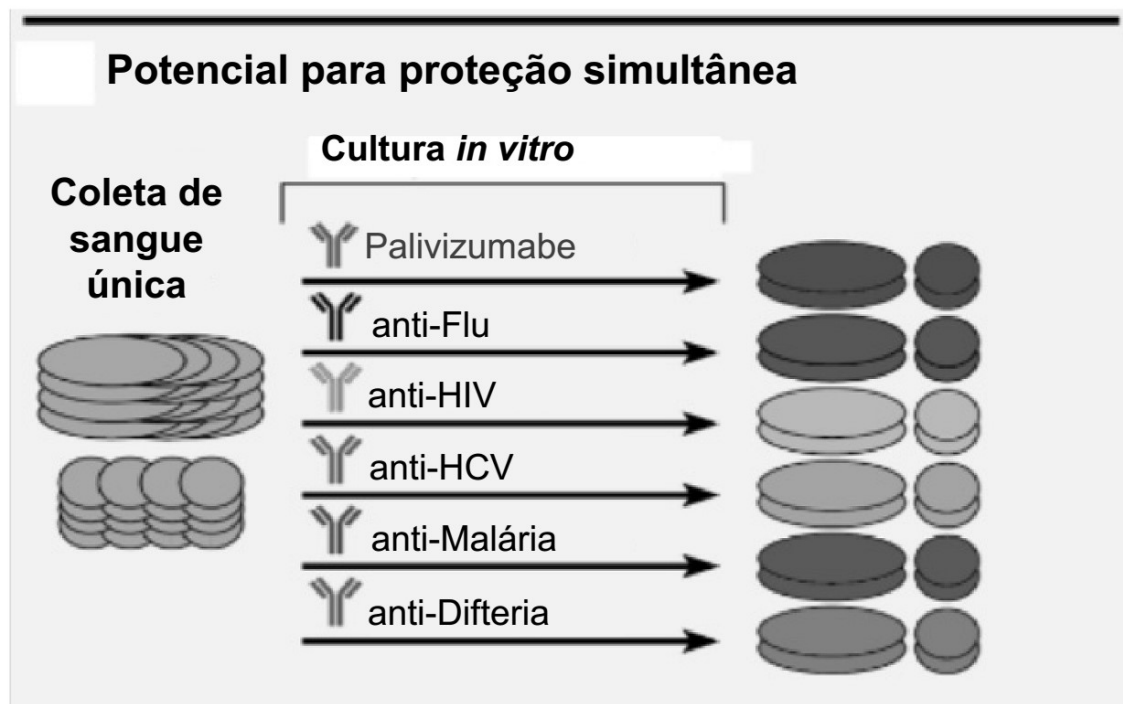 Potencial para proteção simultânea
Cultura in vitro
Coleta de
sangue
única
Palivizumabe
anti-Flu
anti-HIV
anti-HCV
anti-Malária
anti-Difteria